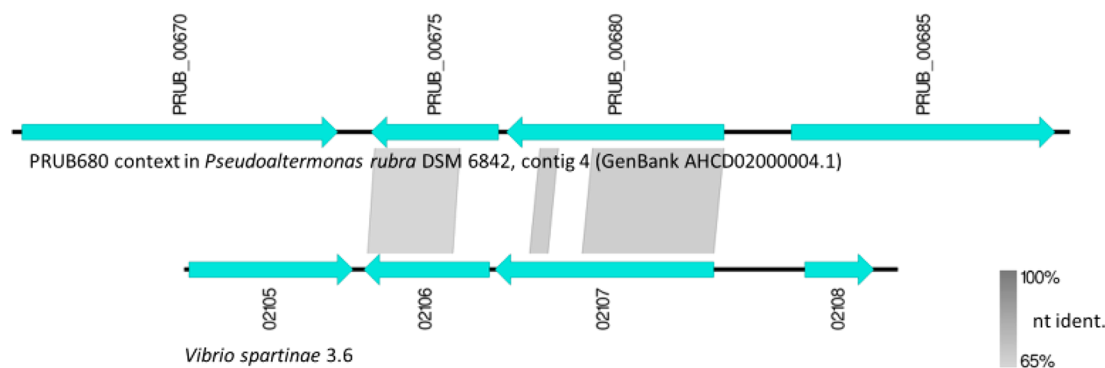 PRUB_00670
PRUB_00675
PRUB_00680
PRUB_00685
PRUB680 context in Pseudoaltermonas rubra DSM 6842, contig 4 (GenBank AHCD02000004.1)
02105
02106
02107
02108
100%
nt ident.
65%
Vibrio spartinae 3.6